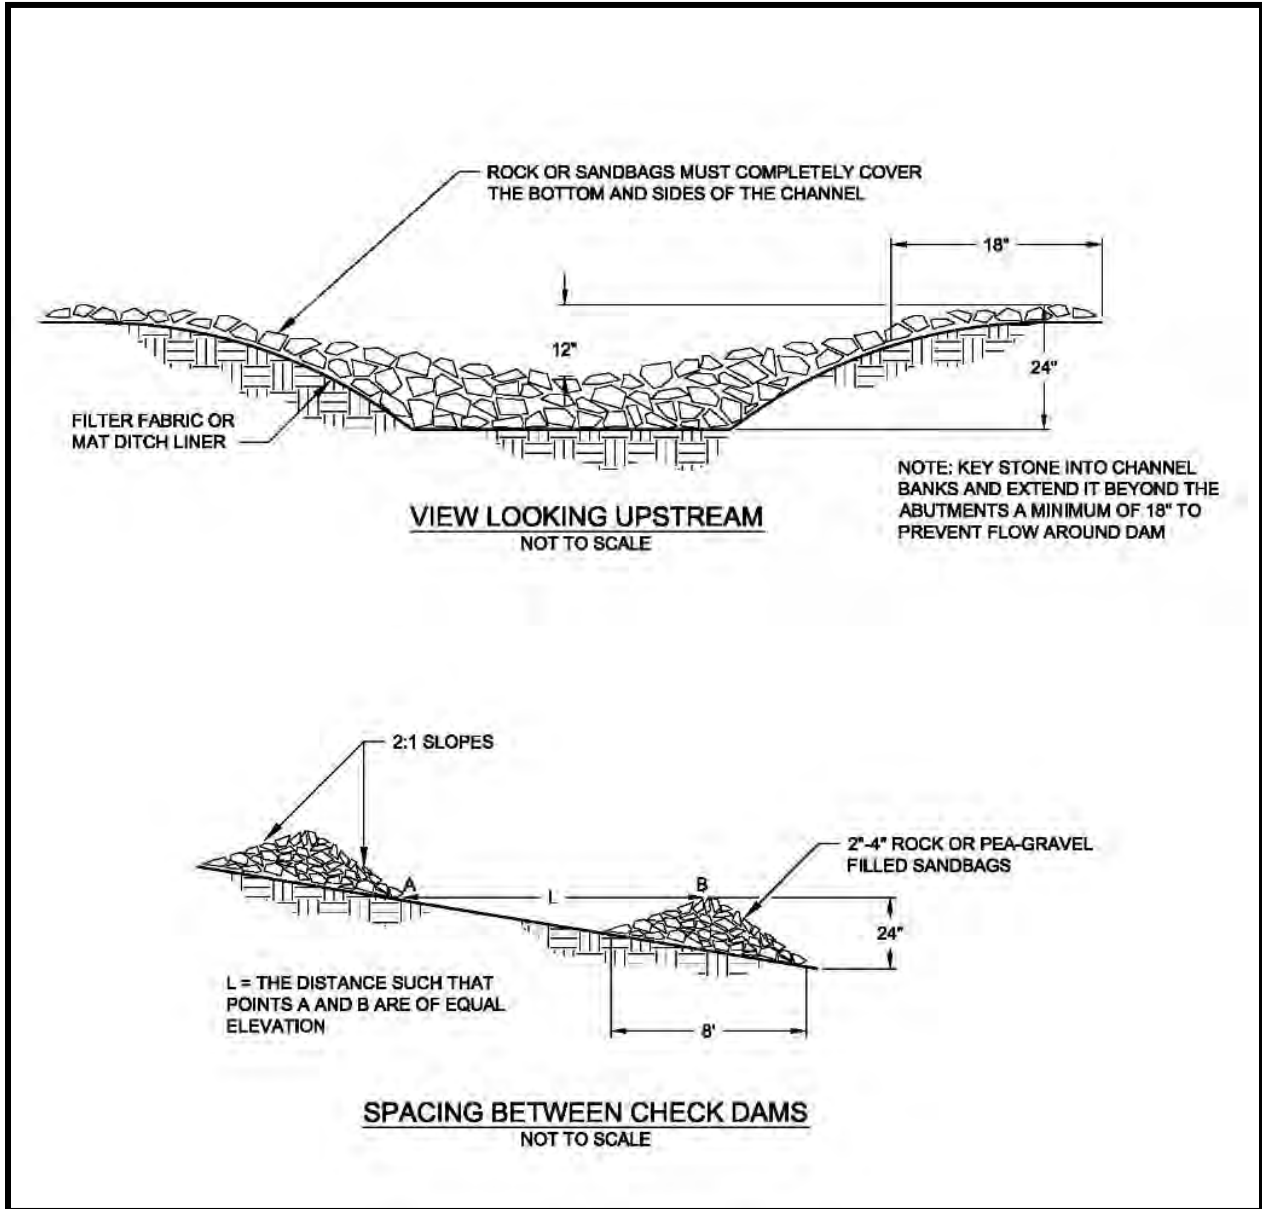 ROCK OR SANDBAGS MUST COMPLETELY COVER
THE BOTTOM AND SIDES OF THE CHANNEL
18"
12"
24"
FILTER FABRIC OR
MAT DITCH LINER
NOTE: KEY STONE INTO CHANNEL
BANKS AND EXTEND IT BEYOND THE
ABUTMENTS A MINIMUM OF 18" TO
PREVENT FLOW AROUND DAM
VIEW LOOKING UPSTREAM
NOT TO SCALE
2:1 SLOPES
2"-4" ROCK OR PEA-GRAVEL
FILLED SANDBAGS
A
L
B
24"
L = THE DISTANCE SUCH THAT
POINTS A AND B ARE OF EQUAL
ELEVATION
8'
SPACING BETWEEN CHECK DAMS
NOT TO SCALE